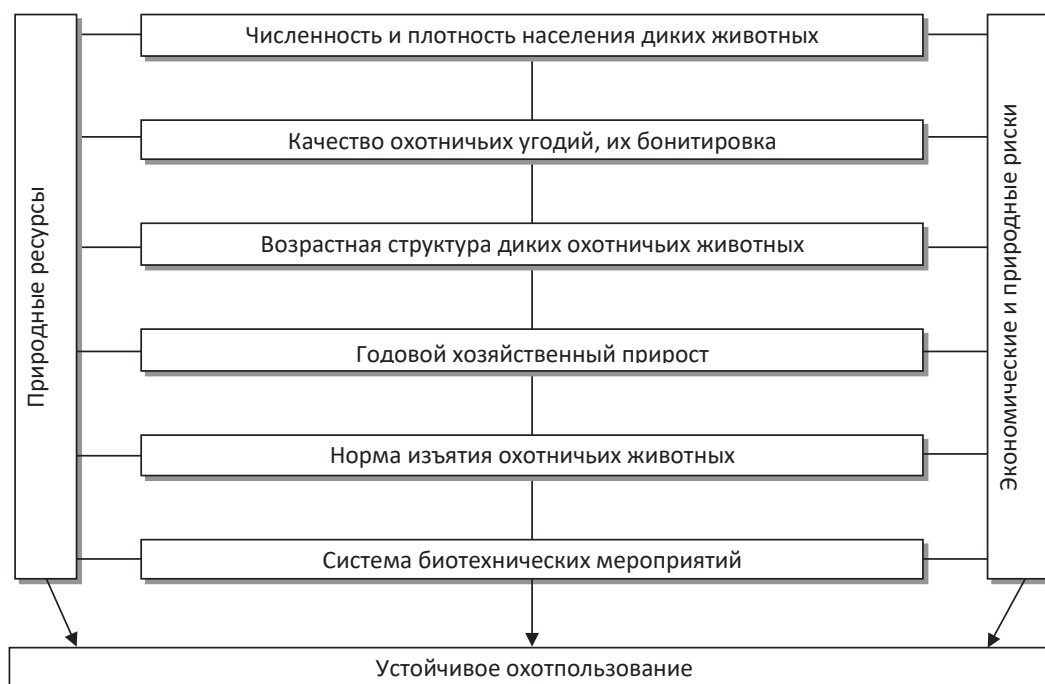 Природные ресурсы
Численность и плотность населения диких животных
Качество охотничьих угодий, их бонитировка
Возрастная структура диких охотничьих животных
Годовой хозяйственный прирост
Норма изъятия охотничьих животных
Система биотехнических мероприятий
Экономические и природные риски
Устойчивое охотпользование